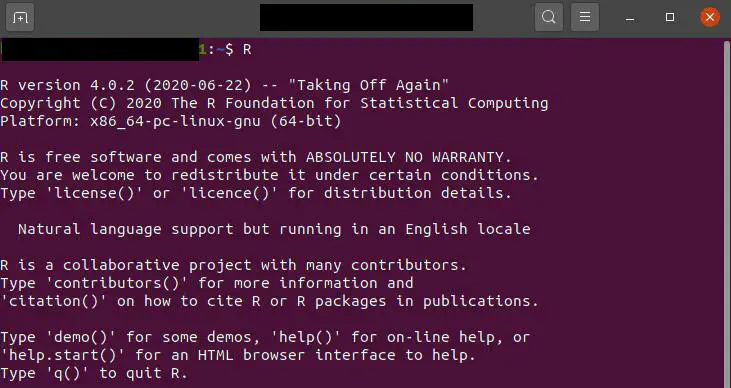 1:~$ R
R version 4.0.2 (2020-06-22) -- "Taking Off Again"
Copyright (C) 2020 The R Foundation for Statistical Computing
Platform: x86_64-pc-linux-gnu (64-bit)
R is free software and comes with ABSOLUTELY NO WARRANTY.
You are welcome to redistribute it under certain conditions.
Type 'license()' or 'licence()' for distribution details.
Natural language support but running in an English locale
R is a collaborative project with many contributors.
Type 'contributors()' for more information and
'citation()' on how to cite R or R packages in publications.
Type 'demo()' for some demos, 'help()' for on-line help, or
'help.start()' for an HTML browser interface to help.
Type 'q()' to quit R.